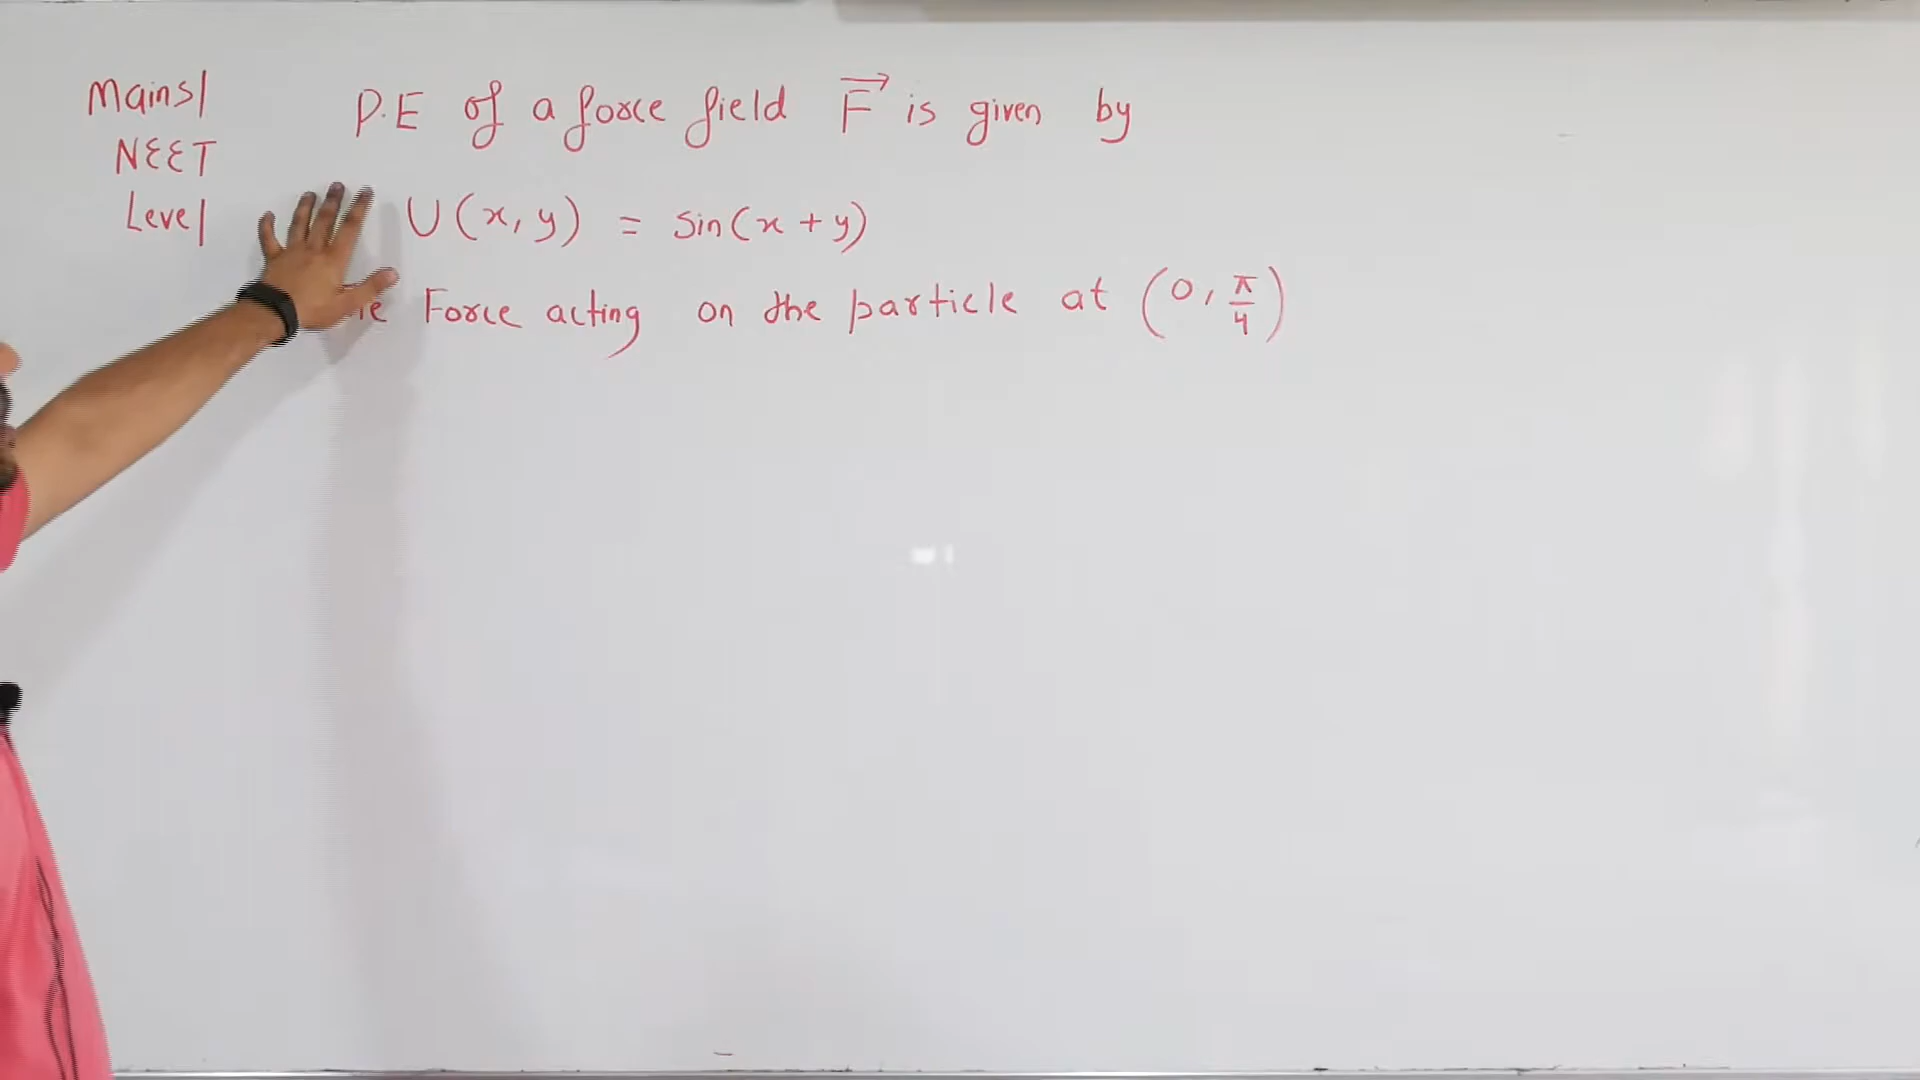 Mains|
NEET
Level
P.E of a force field F⃗ is given by
U(x, y) = sin(x + y)
Force acting on the particle at (0, π/4)